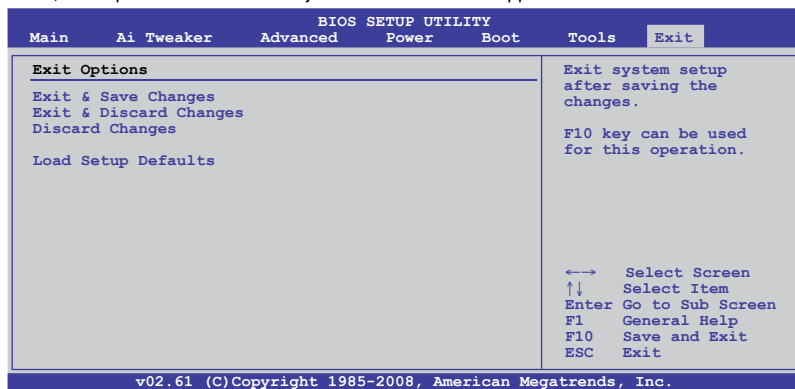 BIOS SETUP UTILITY
Main Ai Tweaker Advanced Power Boot Tools Exit
Exit Options
Exit & Save Changes
Exit & Discard Changes
Discard Changes
Load Setup Defaults
Exit system setup
after saving the
changes.
F10 key can be used
for this operation.
←→ Select Screen
↑↓ Select Item
Enter Go to Sub Screen
F1 General Help
F10 Save and Exit
ESC Exit
v02.61 (C)Copyright 1985-2008, American Megatrends, Inc.